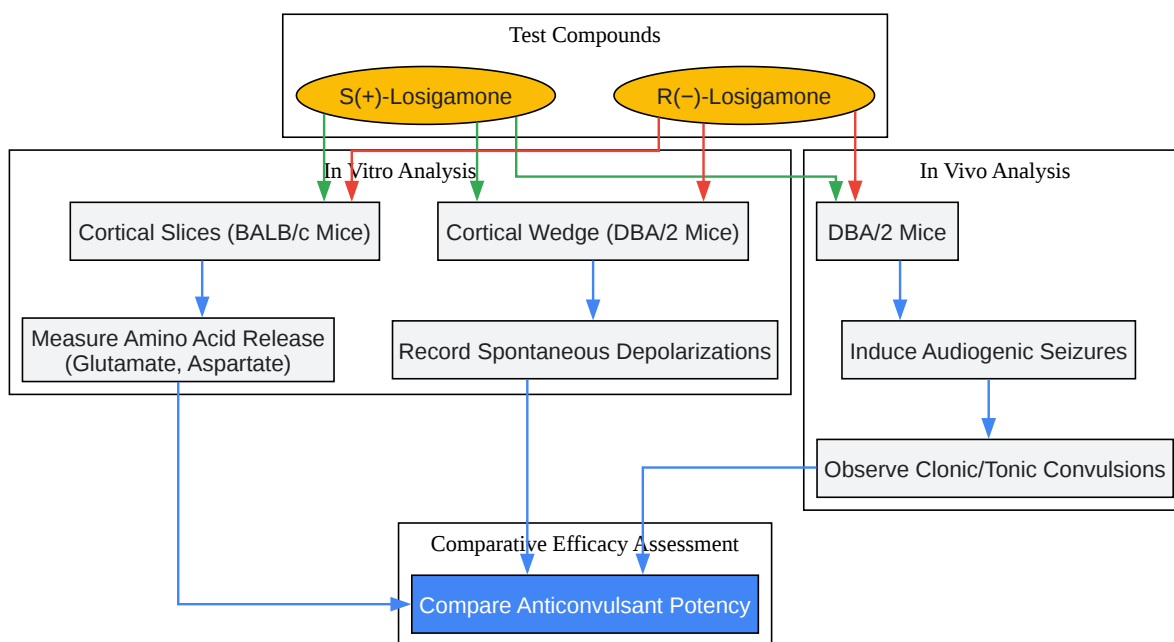 Test Compounds
S(+)-Losigamone
R(−)-Losigamone
In Vitro Analysis
In Vivo Analysis
Cortical Slices (BALB/c Mice)
Cortical Wedge (DBA/2 Mice)
DBA/2 Mice
Measure Amino Acid Release
(Glutamate, Aspartate)
Record Spontaneous Depolarizations
Induce Audiogenic Seizures
Observe Clonic/Tonic Convulsions
Comparative Efficacy Assessment
Compare Anticonvulsant Potency